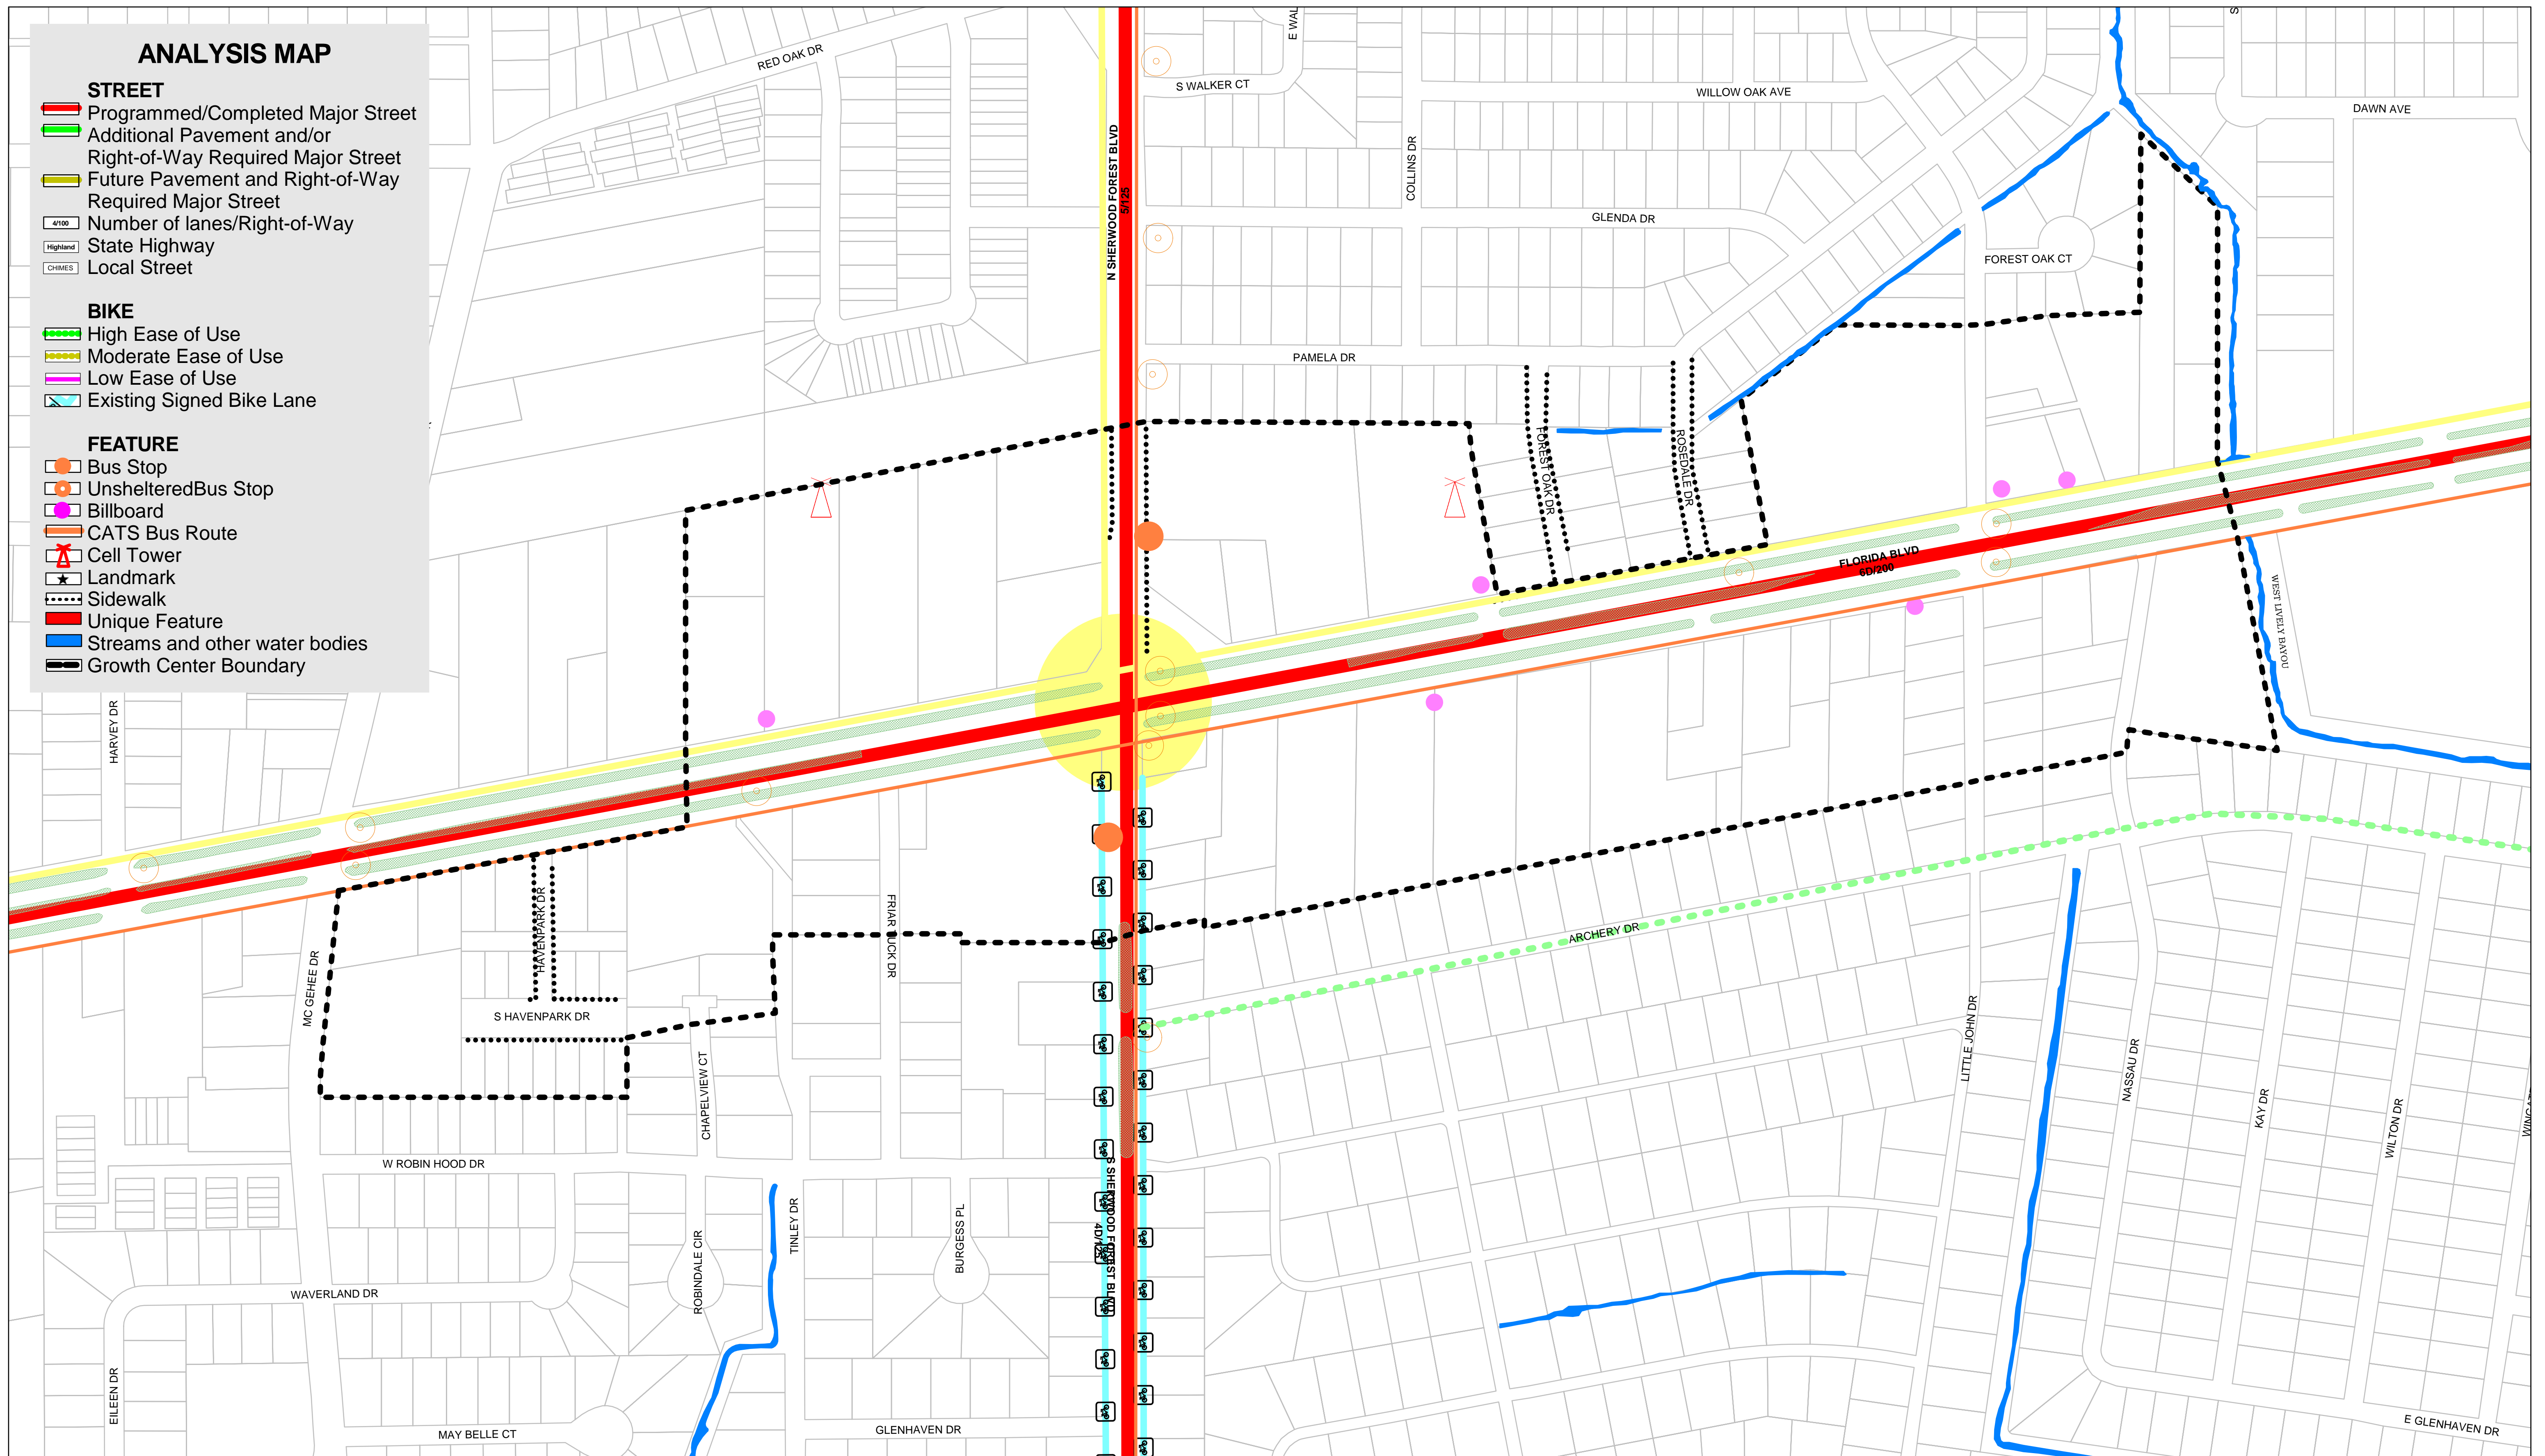 ANALYSIS MAP
STREET
Programmed/Completed Major Street
Additional Pavement and/or
Right-of-Way Required Major Street
Future Pavement and Right-of-Way
Required Major Street
4/100 Number of lanes/Right-of-Way
Highland State Highway
CHIMES Local Street
BIKE
High Ease of Use
Moderate Ease of Use
Low Ease of Use
Existing Signed Bike Lane
FEATURE
Bus Stop
UnshelteredBus Stop
Billboard
CATS Bus Route
Cell Tower
Landmark
Sidewalk
Unique Feature
Streams and other water bodies
Growth Center Boundary
RED OAK DR
E WAL
S WALKER CT
WILLOW OAK AVE
DAWN AVE
S
N SHERWOOD FOREST BLVD
5/125
COLLINS DR
GLENDA DR
FOREST OAK CT
PAMELA DR
FOREST OAK DR
ROSEDALE DR
FLORIDA BLVD
6D/200
WEST LIVELY BAYOU
HARVEY DR
MC GEHEE DR
HAVENPARK DR
S HAVENPARK DR
FRIAR TUCK DR
CHAPELVIEW CT
ARCHERY DR
LITTLE JOHN DR
NASSAU DR
KAY DR
WILTON DR
WINGAT
W ROBIN HOOD DR
S SHERWOOD FOREST BLVD
4D/125
TINLEY DR
BURGESS PL
ROBINDALE CIR
WAVERLAND DR
EILEEN DR
MAY BELLE CT
GLENHAVEN DR
E GLENHAVEN DR